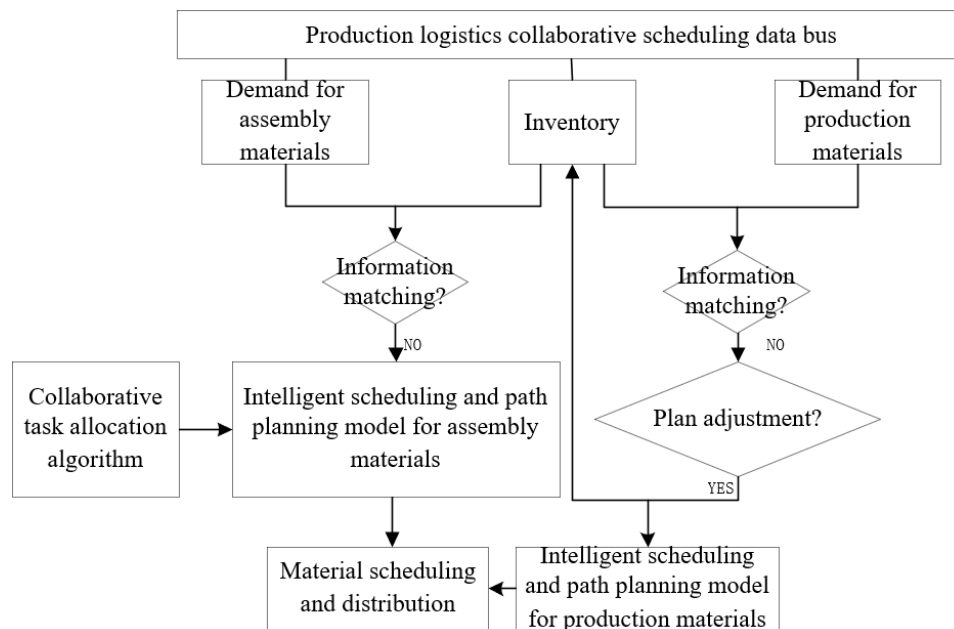 Production logistics collaborative scheduling data bus
Demand for
assembly
materials
Inventory
Demand for
production
materials
Information
matching?
Information
matching?
NO
NO
Collaborative
task allocation
algorithm
Intelligent scheduling and path
planning model for assembly
materials
Plan adjustment?
YES
Material scheduling
and distribution
Intelligent scheduling
and path planning model
for production materials